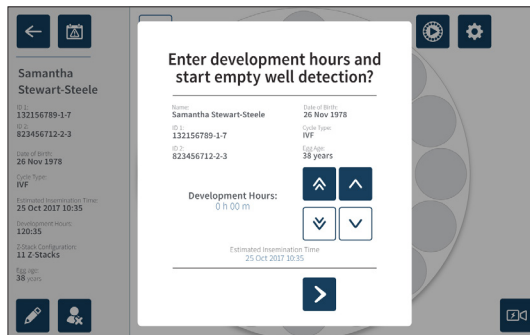 Samantha
Stewart-Steele
ID 1:
132156789-1-7
ID 2:
823456712-2-3
Date of Birth:
26 Nov 1978
Cycle Type:
IVF
Estimated Insemination Time:
25 Oct 2017 10:35
Development Hours:
120:35
Z-Stack Configuration:
11 Z-Stacks
Egg age:
38 years
Enter development hours and
start empty well detection?
Name:
Samantha Stewart-Steele
Date of Birth:
26 Nov 1978
ID 1:
132156789-1-7
Cycle Type:
IVF
ID 2:
823456712-2-3
Egg Age:
38 years
Development Hours:
0 h 00 m
Estimated Insemination Time
25 Oct 2017 10:35